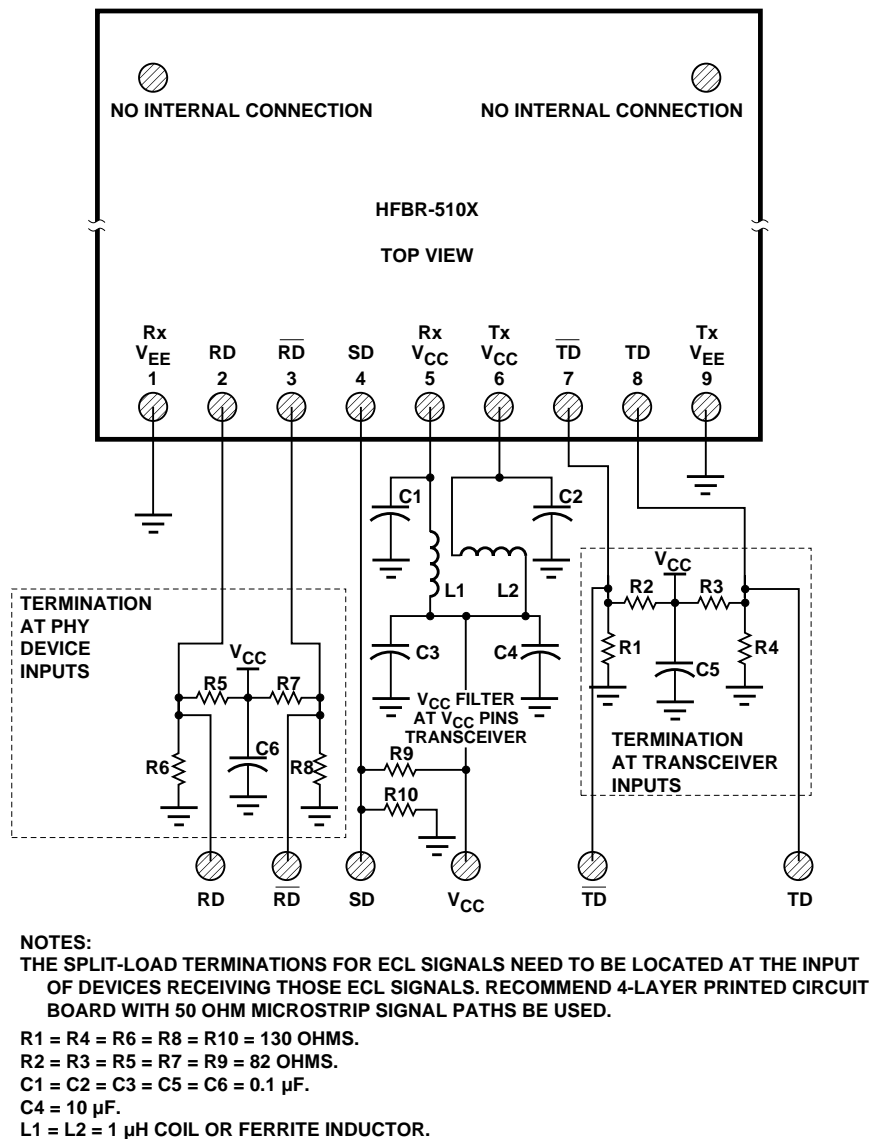 NO INTERNAL CONNECTION
NO INTERNAL CONNECTION
HFBR-510X
TOP VIEW
Rx
VEE
1
RD
2
RD
3
SD
4
Rx
VCC
5
Tx
VCC
6
TD
7
TD
8
Tx
VEE
9
C1
C2
L1
L2
C3
C4
VCC FILTER
AT VCC PINS
TRANSCEIVER
R9
R10
TERMINATION
AT PHY
DEVICE
INPUTS
VCC
R5
R7
R6
C6
R8
VCC
R2
R3
R1
C5
R4
TERMINATION
AT TRANSCEIVER
INPUTS
RD
RD
SD
VCC
TD
TD
NOTES:
THE SPLIT-LOAD TERMINATIONS FOR ECL SIGNALS NEED TO BE LOCATED AT THE INPUT
OF DEVICES RECEIVING THOSE ECL SIGNALS. RECOMMEND 4-LAYER PRINTED CIRCUIT
BOARD WITH 50 OHM MICROSTRIP SIGNAL PATHS BE USED.
R1 = R4 = R6 = R8 = R10 = 130 OHMS.
R2 = R3 = R5 = R7 = R9 = 82 OHMS.
C1 = C2 = C3 = C5 = C6 = 0.1 µF.
C4 = 10 µF.
L1 = L2 = 1 µH COIL OR FERRITE INDUCTOR.